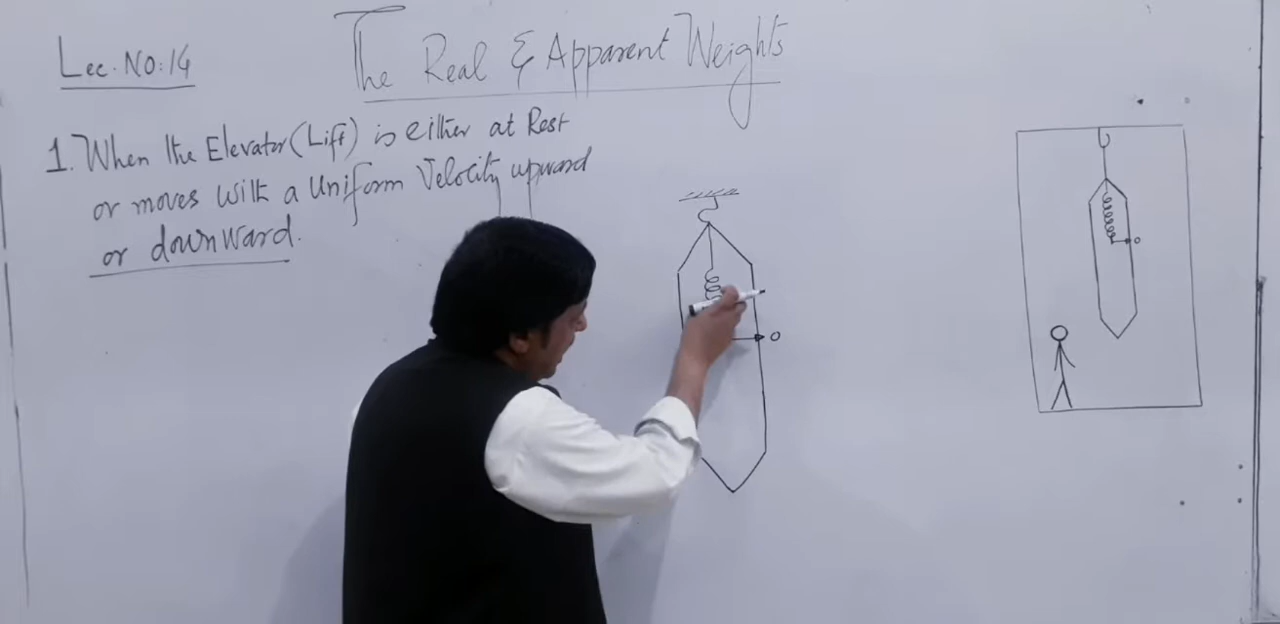 Lec. No: 14
The Real & Apparent Weights
1. When the Elevator (Lift) is either at Rest
or moves with a Uniform Velocity upward
or downward.
o
o